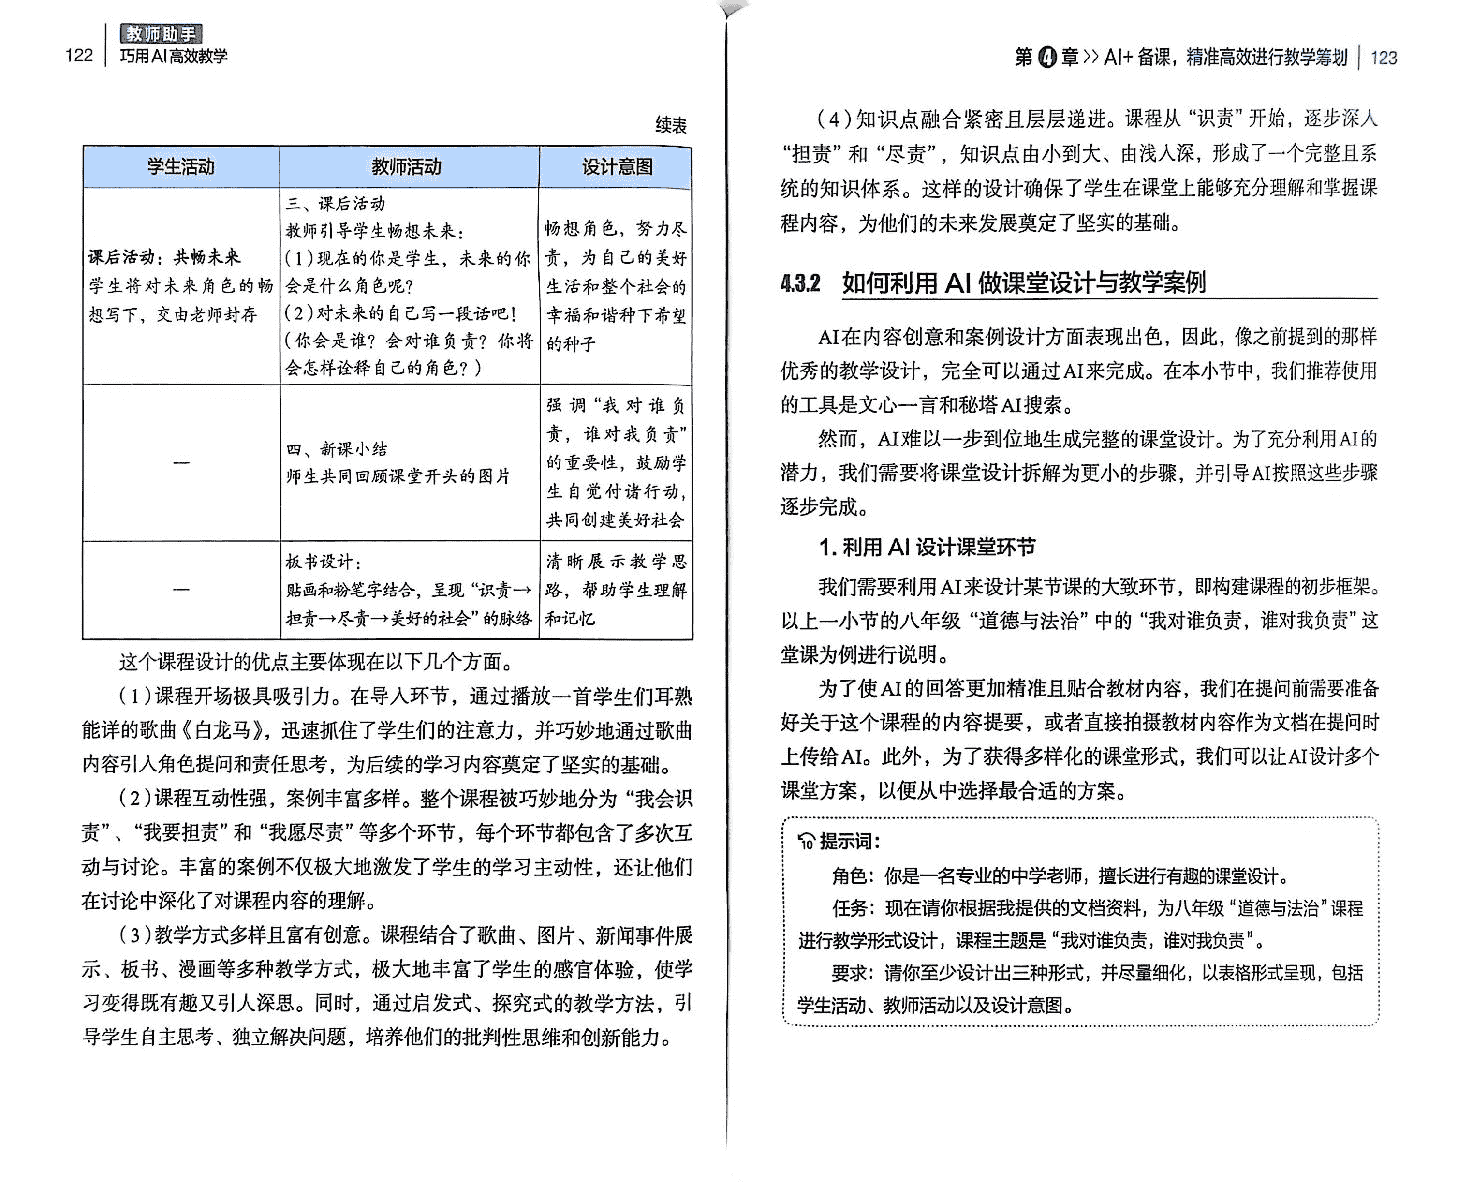 122
教师助手
巧用AI高效教学
续表
学生活动 教师活动 设计意图
课后活动：共畅未来
学生将对未来角色的畅
想写下，交由老师封存
三、课后活动
教师引导学生畅想未来：
（1）现在的你是学生，未来的你
会是什么角色呢？
（2）对未来的自己写一段话吧！
（你会是谁？会对谁负责？你将
会怎样诠释自己的角色？）
畅想角色，努力尽
责，为自己的美好
生活和整个社会的
幸福和谐种下希望
的种子
—
四、新课小结
师生共同回顾课堂开头的图片
强调“我对谁负
责，谁对我负责”
的重要性，鼓励学
生自觉付诸行动，
共同创建美好社会
—
板书设计：
贴画和粉笔字结合，呈现“识责→
担责→尽责→美好的社会”的脉络
清晰展示教学思
路，帮助学生理解
和记忆
这个课程设计的优点主要体现在以下几个方面。
（1）课程开场极具吸引力。在导入环节，通过播放一首学生们耳熟
能详的歌曲《白龙马》，迅速抓住了学生们的注意力，并巧妙地通过歌曲
内容引入角色提问和责任思考，为后续的学习内容奠定了坚实的基础。
（2）课程互动性强，案例丰富多样。整个课程被巧妙地分为“我会识
责”、“我要担责”和“我愿尽责”等多个环节，每个环节都包含了多次互
动与讨论。丰富的案例不仅极大地激发了学生的学习主动性，还让他们
在讨论中深化了对课程内容的理解。
（3）教学方式多样且富有创意。课程结合了歌曲、图片、新闻事件展
示、板书、漫画等多种教学方式，极大地丰富了学生的感官体验，使学
习变得既有趣又引人深思。同时，通过启发式、探究式的教学方法，引
导学生自主思考、独立解决问题，培养他们的批判性思维和创新能力。
第4章>>AI+备课，精准高效进行教学筹划 123
（4）知识点融合紧密且层层递进。课程从“识责”开始，逐步深入
“担责”和“尽责”，知识点由小到大、由浅入深，形成了一个完整且系
统的知识体系。这样的设计确保了学生在课堂上能够充分理解和掌握课
程内容，为他们的未来发展奠定了坚实的基础。
4.3.2 如何利用AI做课堂设计与教学案例
AI在内容创意和案例设计方面表现出色，因此，像之前提到的那样
优秀的教学设计，完全可以通过AI来完成。在本小节中，我们推荐使用
的工具是文心一言和秘塔AI搜索。
然而，AI难以一步到位地生成完整的课堂设计。为了充分利用AI的
潜力，我们需要将课堂设计拆解为更小的步骤，并引导AI按照这些步骤
逐步完成。
1.利用AI设计课堂环节
我们需要利用AI来设计某节课的大致环节，即构建课程的初步框架。
以上一小节的八年级“道德与法治”中的“我对谁负责，谁对我负责”这
堂课为例进行说明。
为了使AI的回答更加精准且贴合教材内容，我们在提问前需要准备
好关于这个课程的内容提要，或者直接拍摄教材内容作为文档在提问时
上传给AI。此外，为了获得多样化的课堂形式，我们可以让AI设计多个
课堂方案，以便从中选择最合适的方案。
提示词：
角色：你是一名专业的中学老师，擅长进行有趣的课堂设计。
任务：现在请你根据我提供的文档资料，为八年级“道德与法治”课程
进行教学形式设计，课程主题是“我对谁负责，谁对我负责”。
要求：请你至少设计出三种形式，并尽量细化，以表格形式呈现，包括
学生活动、教师活动以及设计意图。